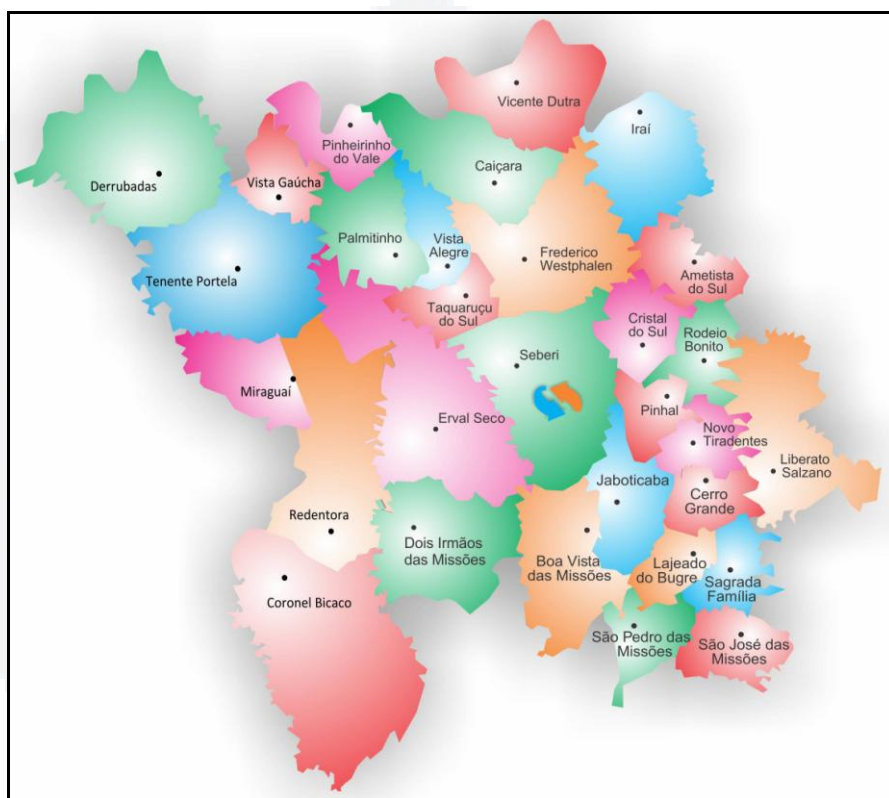 Vicente Dutra
Iraí
Pinheirinho
do Vale
Caiçara
Derrubadas
Vista Gaúcha
Palmitinho
Vista
Alegre
Frederico
Westphalen
Ametista
do Sul
Tenente Portela
Taquaruçu
do Sul
Cristal
do Sul
Rodeio
Bonito
Seberi
Miraguaí
Pinhal
Erval Seco
Novo
Tiradentes
Liberato
Salzano
Jaboticaba
Cerro
Grande
Redentora
Dois Irmãos
das Missões
Boa Vista
das Missões
Lajeado
do Bugre
Sagrada
Família
Coronel Bicaco
São Pedro das
Missões
São José das
Missões